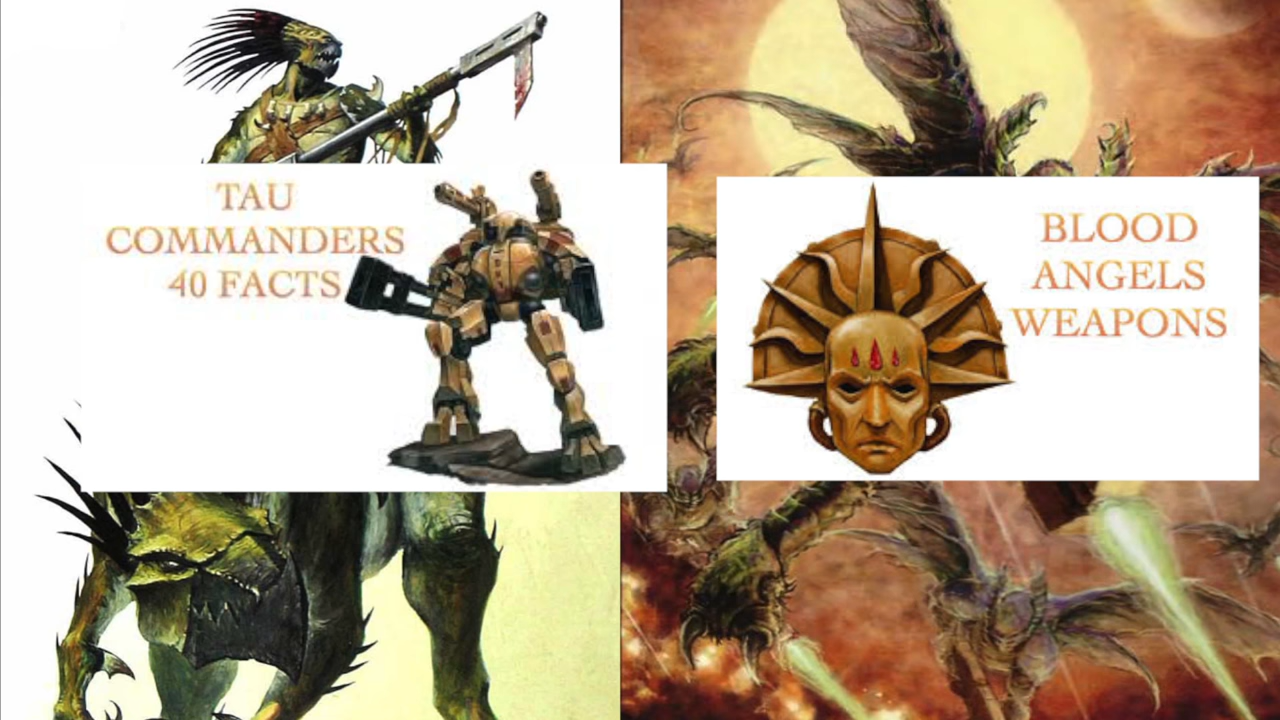 TAU
COMMANDERS
40 FACTS
BLOOD
ANGELS
WEAPONS